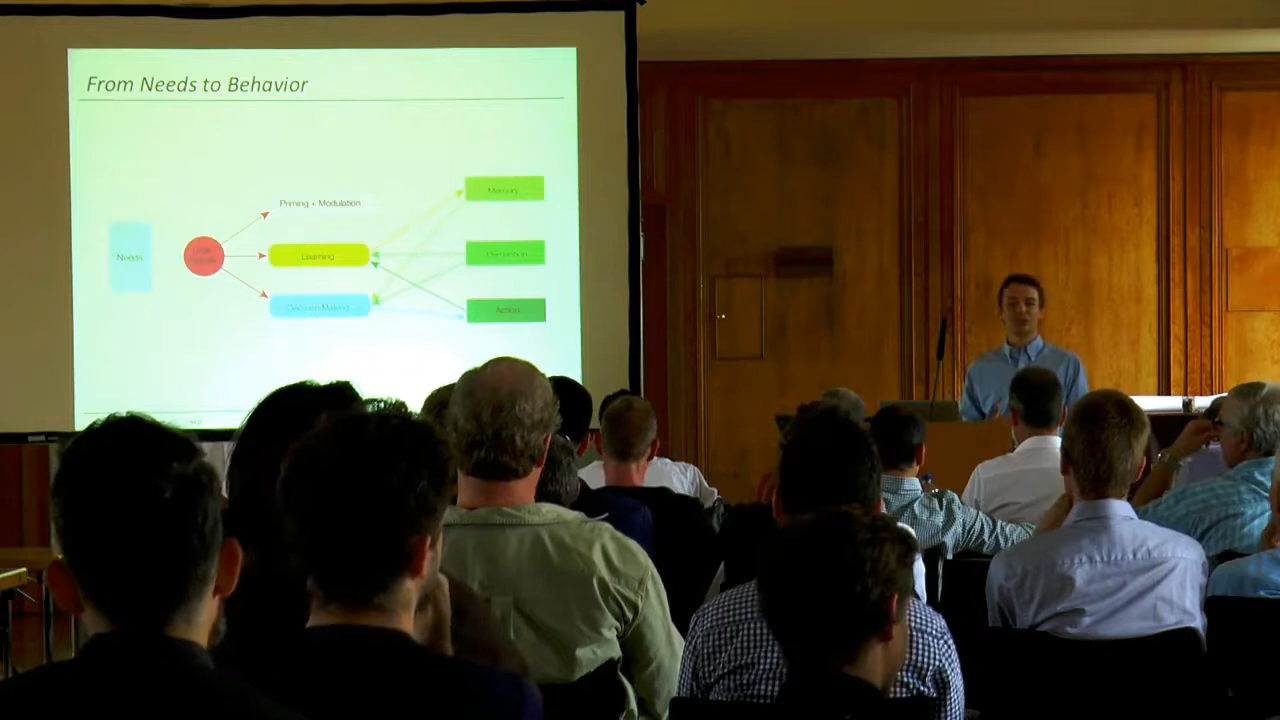 From Needs to Behavior
Priming + Modulation
Memory
Needs
Learning
Perception
Decision Making
Action